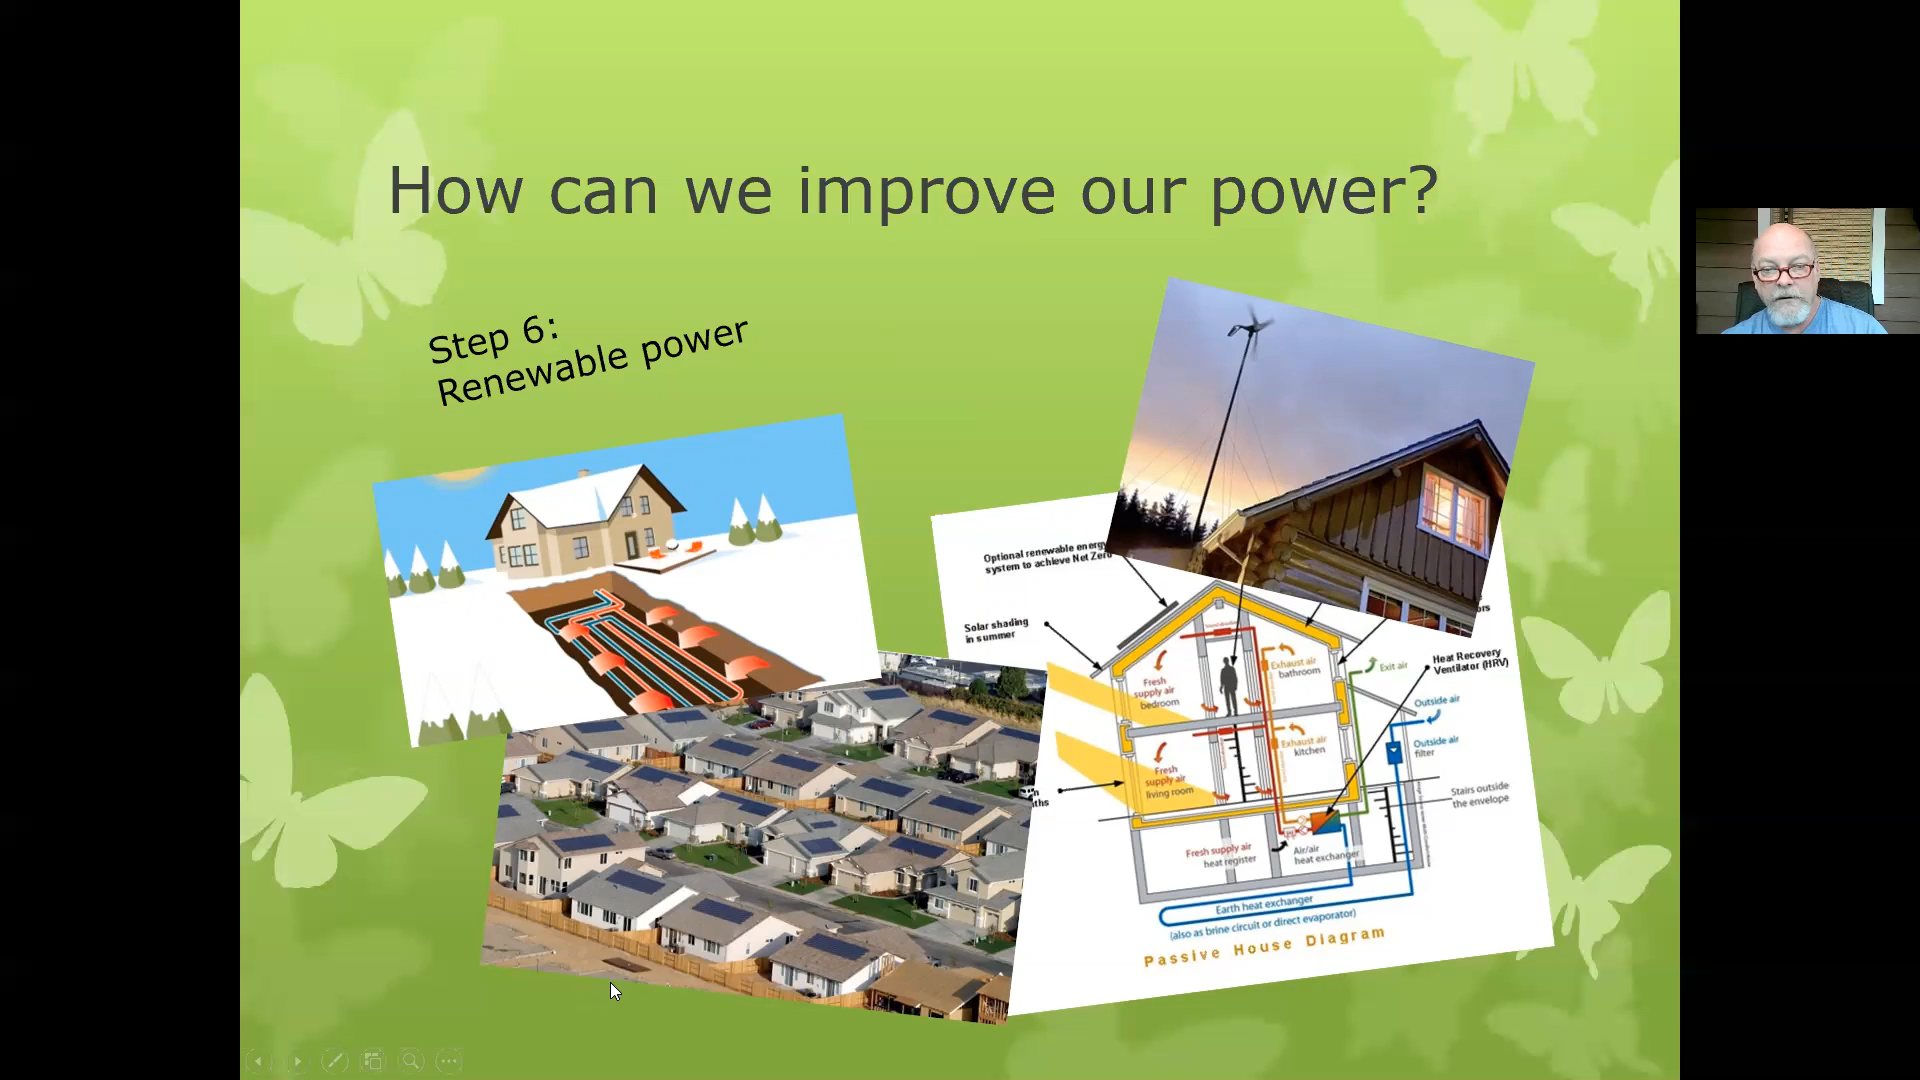 How can we improve our power?
Step 6:
Renewable power
Optional renewable energy
system to achieve Net Zero
Solar shading
in summer
Fresh
supply air
bedroom
Exhaust air
bathroom
Exit air
Heat Recovery
Ventilator (HRV)
Outside air
Outside air
filter
Exhaust air
kitchen
Fresh
supply air
living room
Stairs outside
the envelope
Fresh supply air
heat register
Air/air
heat exchanger
Earth heat exchanger
(also as brine circuit or direct evaporator)
Passive House Diagram